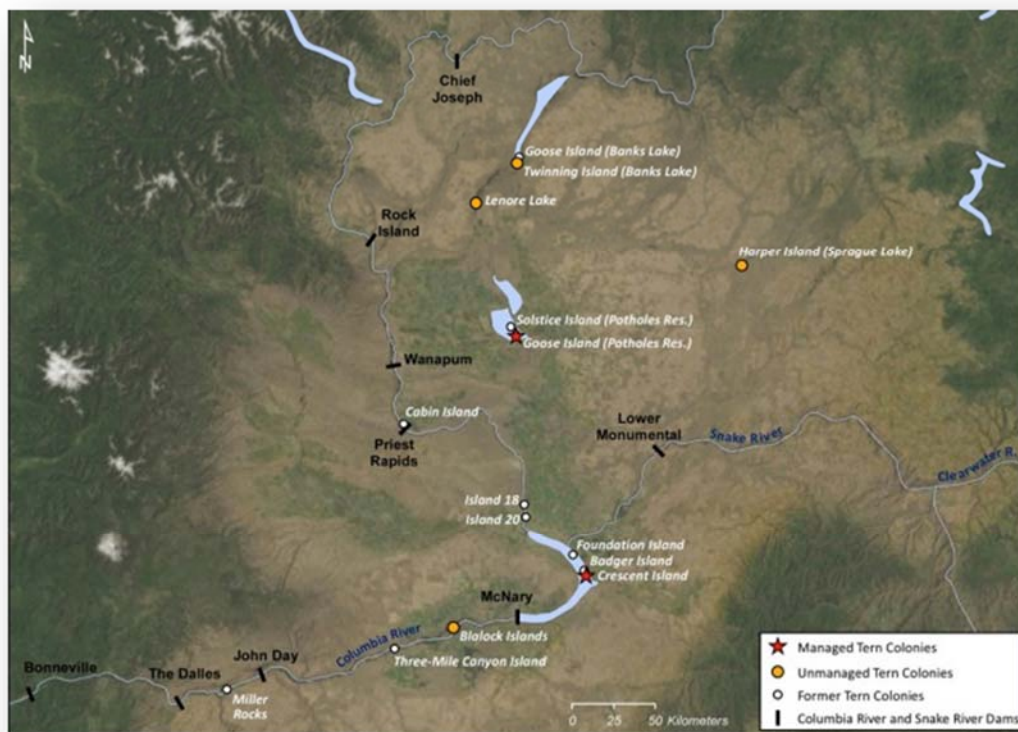 N
Chief
Joseph
Goose Island (Banks Lake)
Twinning Island (Banks Lake)
Lenore Lake
Rock
Island
Harper Island (Sprague Lake)
Solstice Island (Potholes Res.)
Goose Island (Potholes Res.)
Wanapum
Cabin Island
Priest
Rapids
Lower
Monumental
Snake River
Clearwater R.
Island 18
Island 20
Foundation Island
Badger Island
Crescent Island
McNary
Blalock Islands
Columbia River
Three-Mile Canyon Island
John Day
The Dalles
Bonneville
Miller
Rocks
0 25 50 Kilometers
Managed Tern Colonies
Unmanaged Tern Colonies
Former Tern Colonies
Columbia River and Snake River Dams